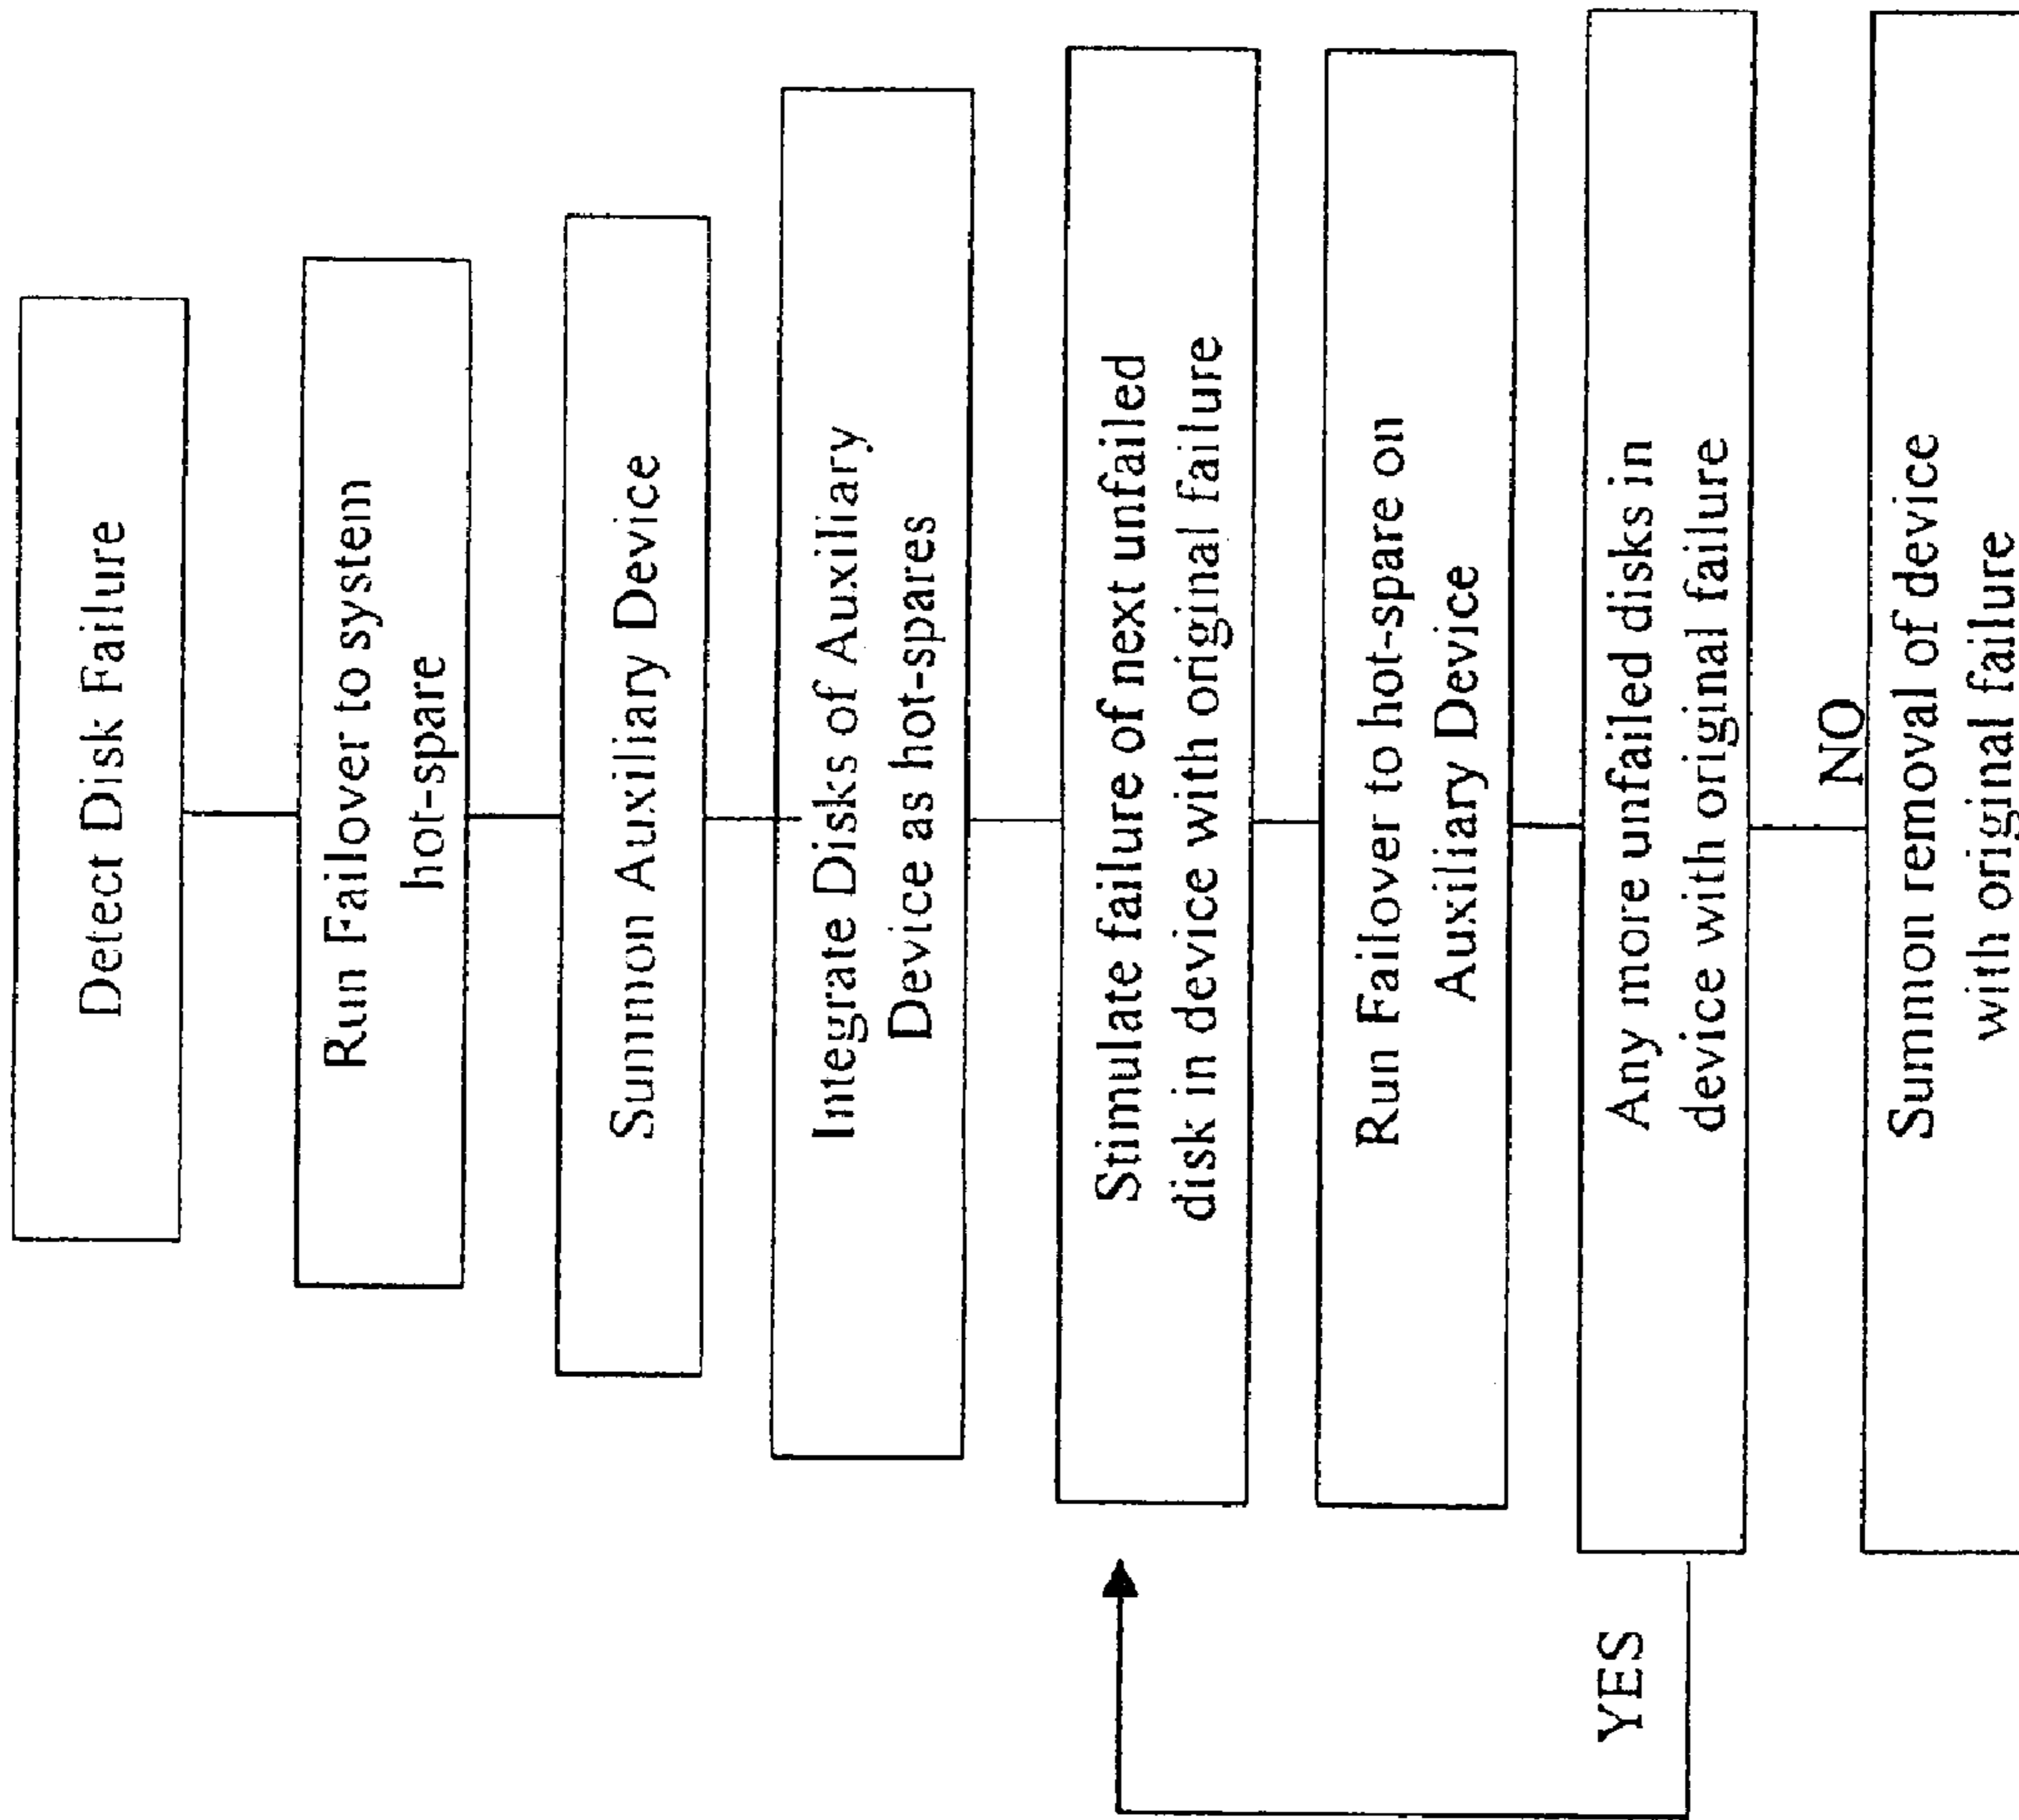 Detect Disk Failure
Run Failover to system
hot-spare
Summon Auxiliary Device
Integrate Disks of Auxiliary
Device as hot-spares
Stimulate failure of next unfailed
disk in device with original failure
Run Failover to hot-spare on
Auxiliary Device
Any more unfailed disks in
device with original failure
YES
NO
Summon removal of device
with original failure